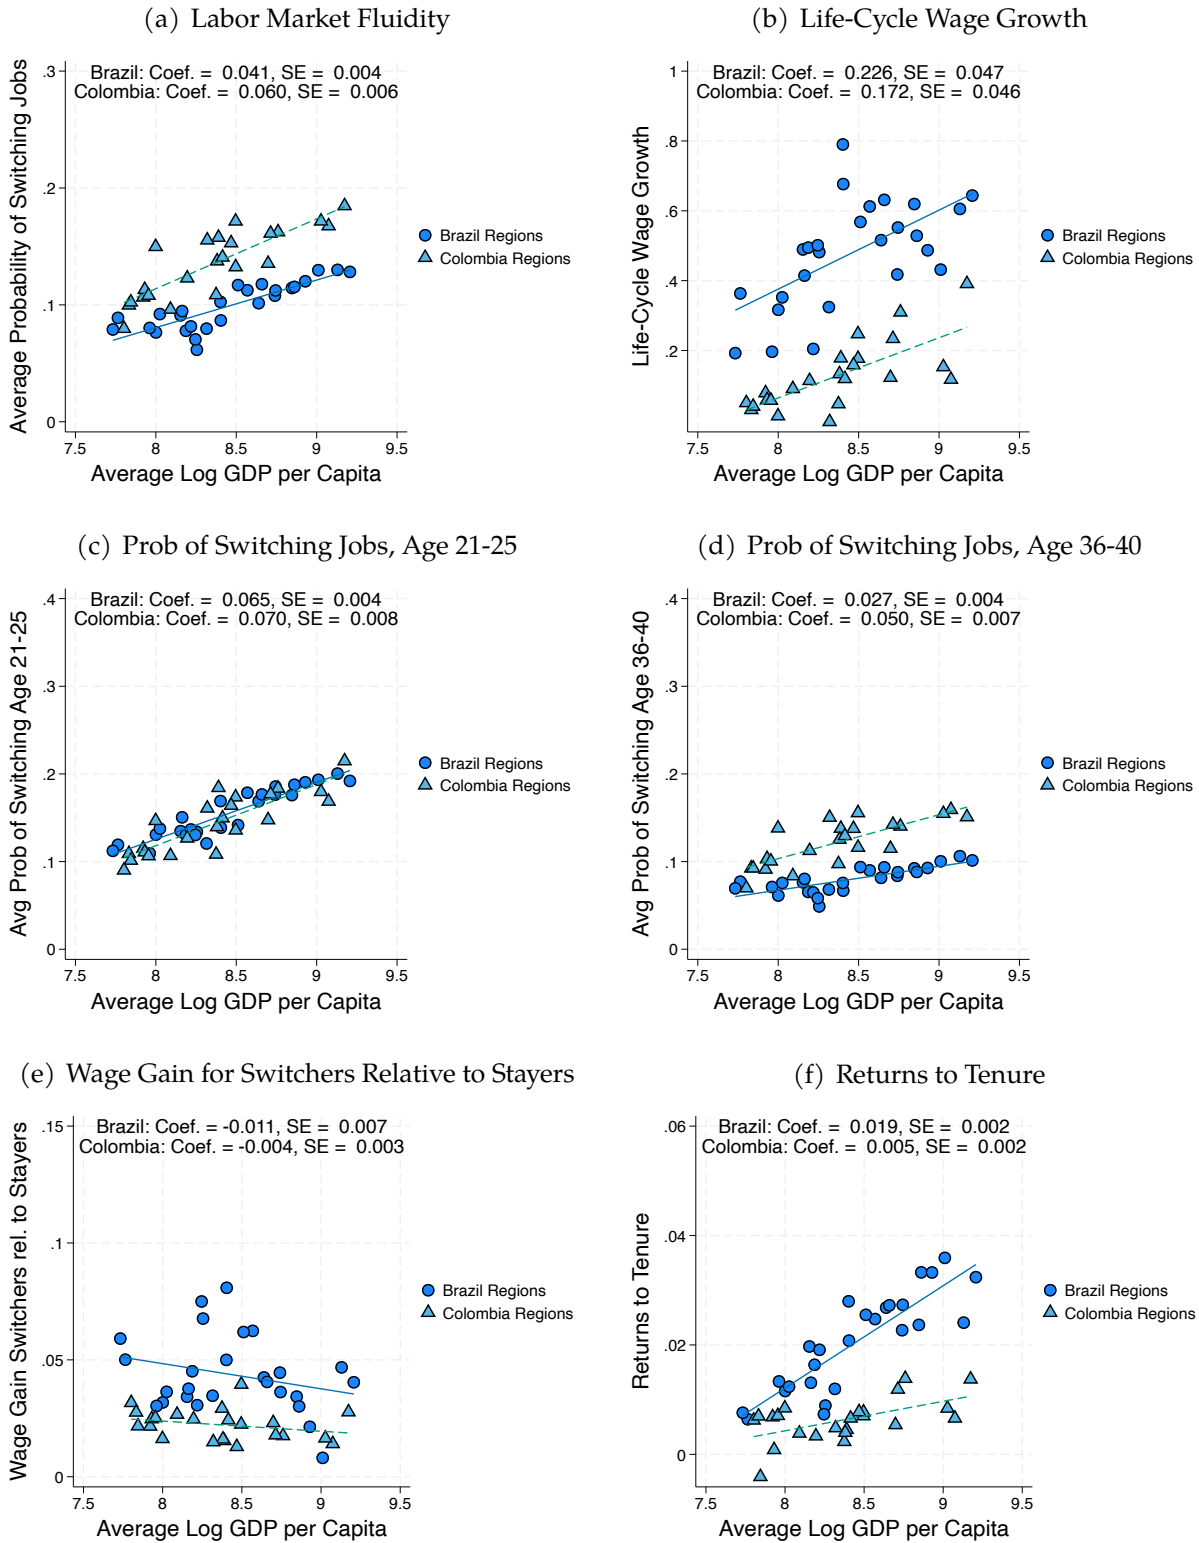 (a) Labor Market Fluidity
Brazil: Coef. = 0.041, SE = 0.004
Colombia: Coef. = 0.060, SE = 0.006
Average Probability of Switching Jobs
.3
.2
.1
0
7.5 8 8.5 9 9.5
Average Log GDP per Capita
Brazil Regions
Colombia Regions
(b) Life-Cycle Wage Growth
Brazil: Coef. = 0.226, SE = 0.047
Colombia: Coef. = 0.172, SE = 0.046
Life-Cycle Wage Growth
1
.8
.6
.4
.2
7.5 8 8.5 9 9.5
Average Log GDP per Capita
Brazil Regions
Colombia Regions
(c) Prob of Switching Jobs, Age 21-25
Brazil: Coef. = 0.065, SE = 0.004
Colombia: Coef. = 0.070, SE = 0.008
Avg Prob of Switching Age 21-25
.4
.3
.2
.1
0
7.5 8 8.5 9 9.5
Average Log GDP per Capita
Brazil Regions
Colombia Regions
(d) Prob of Switching Jobs, Age 36-40
Brazil: Coef. = 0.027, SE = 0.004
Colombia: Coef. = 0.050, SE = 0.007
Avg Prob of Switching Age 36-40
.4
.3
.2
.1
0
7.5 8 8.5 9 9.5
Average Log GDP per Capita
Brazil Regions
Colombia Regions
(e) Wage Gain for Switchers Relative to Stayers
Brazil: Coef. = -0.011, SE = 0.007
Colombia: Coef. = -0.004, SE = 0.003
Wage Gain Switchers rel. to Stayers
.15
.1
.05
0
7.5 8 8.5 9 9.5
Average Log GDP per Capita
Brazil Regions
Colombia Regions
(f) Returns to Tenure
Brazil: Coef. = 0.019, SE = 0.002
Colombia: Coef. = 0.005, SE = 0.002
Returns to Tenure
.06
.04
.02
0
7.5 8 8.5 9 9.5
Average Log GDP per Capita
Brazil Regions
Colombia Regions